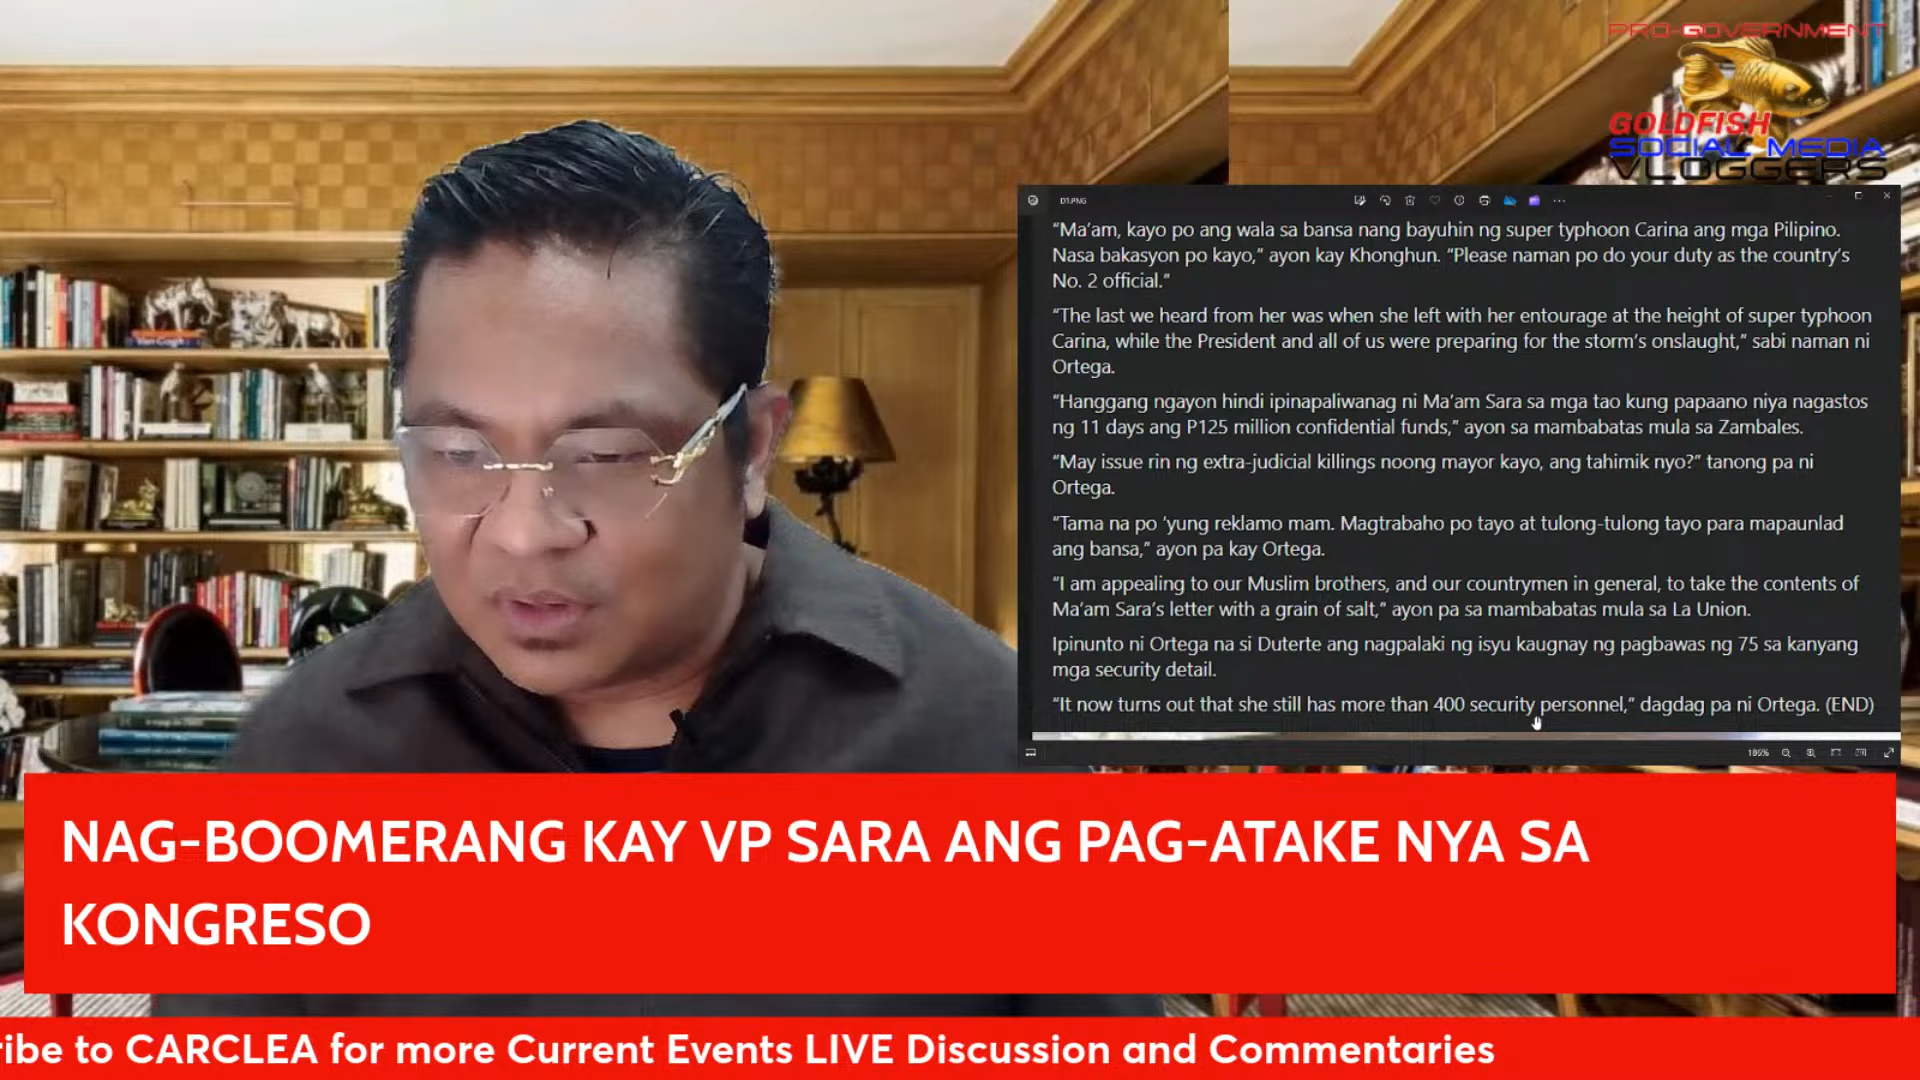 PRO-GOVERNMENT
GOLDFISH
SOCIAL MEDIA
VLOGGERS
D1.PNG
“Ma’am, kayo po ang wala sa bansa nang bayuhin ng super typhoon Carina ang mga Pilipino.
Nasa bakasyon po kayo,” ayon kay Khonghun. “Please naman po do your duty as the country’s
No. 2 official.”
“The last we heard from her was when she left with her entourage at the height of super typhoon
Carina, while the President and all of us were preparing for the storm’s onslaught,” sabi naman ni
Ortega.
“Hanggang ngayon hindi ipinapaliwanag ni Ma’am Sara sa mga tao kung papaano niya nagastos
ng 11 days ang P125 million confidential funds,” ayon sa mambabatas mula sa Zambales.
“May issue rin ng extra-judicial killings noong mayor kayo, ang tahimik nyo?” tanong pa ni
Ortega.
“Tama na po ‘yung reklamo mam. Magtrabaho po tayo at tulong-tulong tayo para mapaunlad
ang bansa,” ayon pa kay Ortega.
“I am appealing to our Muslim brothers, and our countrymen in general, to take the contents of
Ma’am Sara’s letter with a grain of salt,” ayon pa sa mambabatas mula sa La Union.
Ipinunto ni Ortega na si Duterte ang nagpalaki ng isyu kaugnay ng pagbawas ng 75 sa kanyang
mga security detail.
“It now turns out that she still has more than 400 security personnel,” dagdag pa ni Ortega. (END)
186%
NAG-BOOMERANG KAY VP SARA ANG PAG-ATAKE NYA SA
KONGRESO
ribe to CARCLEA for more Current Events LIVE Discussion and Commentaries